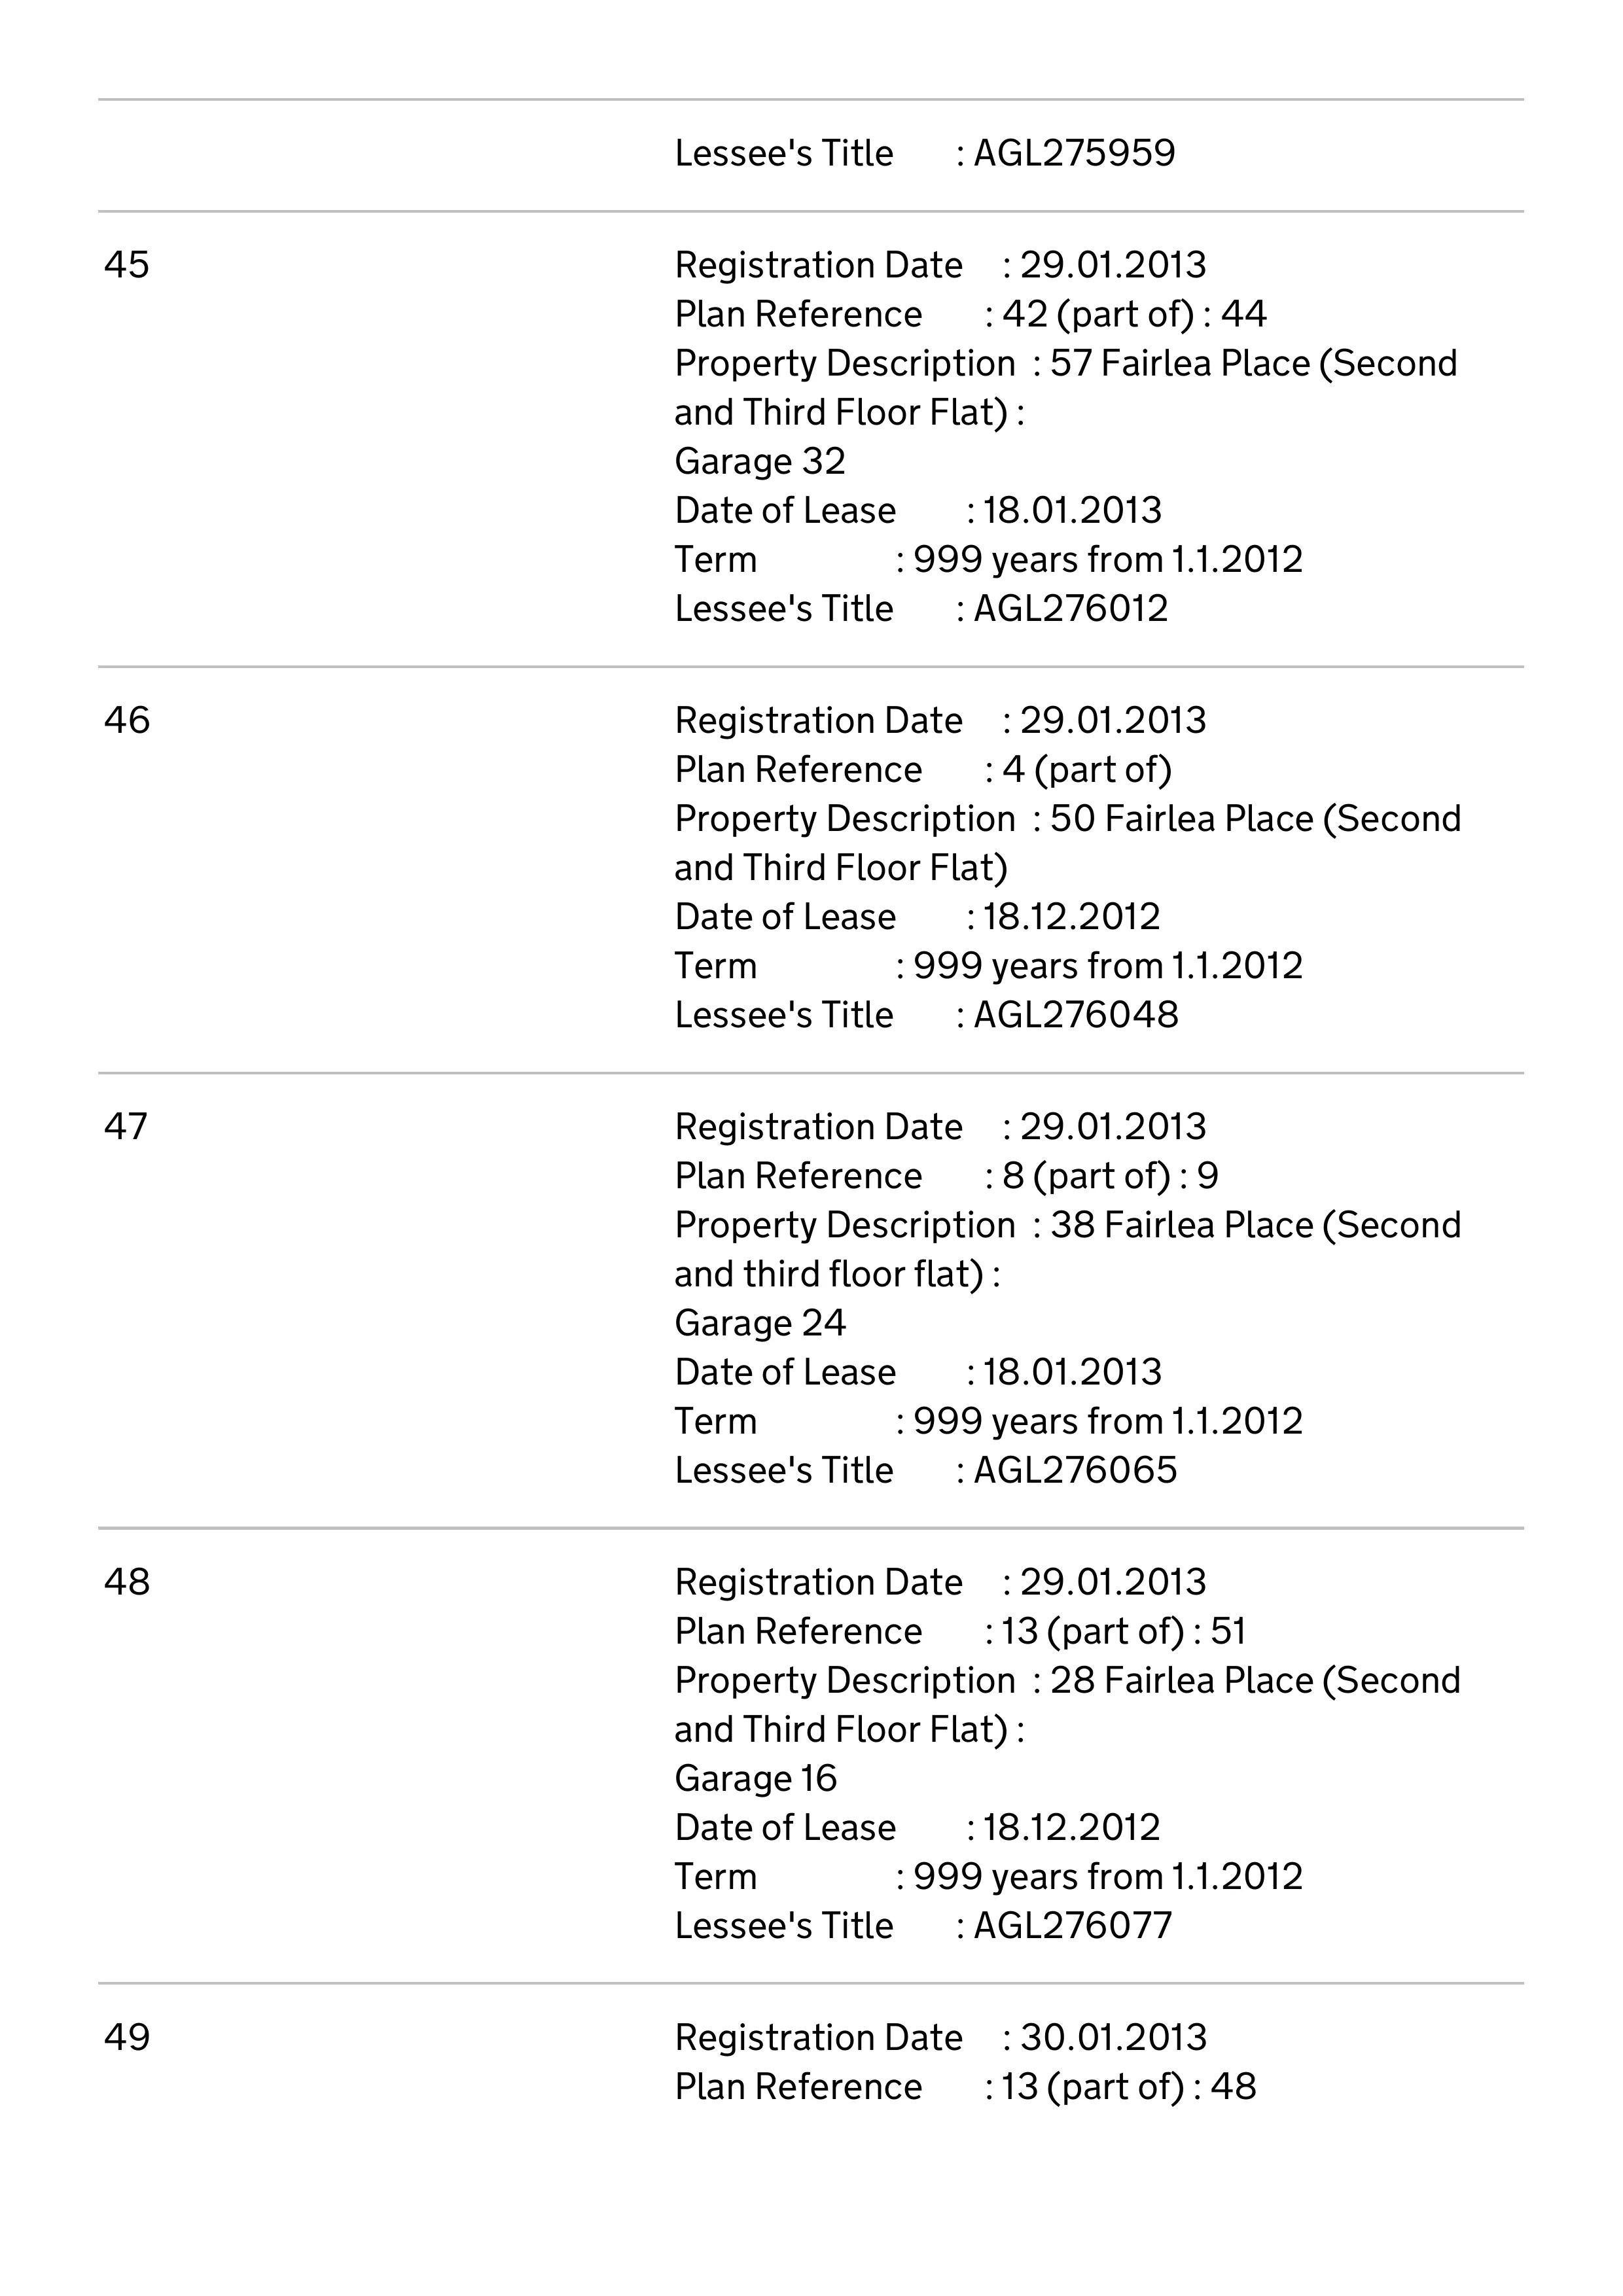 Lessee's Title : AGL275959
45 Registration Date : 29.01.2013
Plan Reference : 42 (part of) : 44
Property Description : 57 Fairlea Place (Second
and Third Floor Flat) :
Garage 32
Date of Lease : 18.01.2013
Term : 999 years from 1.1.2012
Lessee's Title : AGL276012
46 Registration Date : 29.01.2013
Plan Reference : 4 (part of)
Property Description : 50 Fairlea Place (Second
and Third Floor Flat)
Date of Lease : 18.12.2012
Term : 999 years from 1.1.2012
Lessee's Title : AGL276048
47 Registration Date : 29.01.2013
Plan Reference : 8 (part of) : 9
Property Description : 38 Fairlea Place (Second
and third floor flat) :
Garage 24
Date of Lease : 18.01.2013
Term : 999 years from 1.1.2012
Lessee's Title : AGL276065
48 Registration Date : 29.01.2013
Plan Reference : 13 (part of) : 51
Property Description : 28 Fairlea Place (Second
and Third Floor Flat) :
Garage 16
Date of Lease : 18.12.2012
Term : 999 years from 1.1.2012
Lessee's Title : AGL276077
49 Registration Date : 30.01.2013
Plan Reference : 13 (part of) : 48